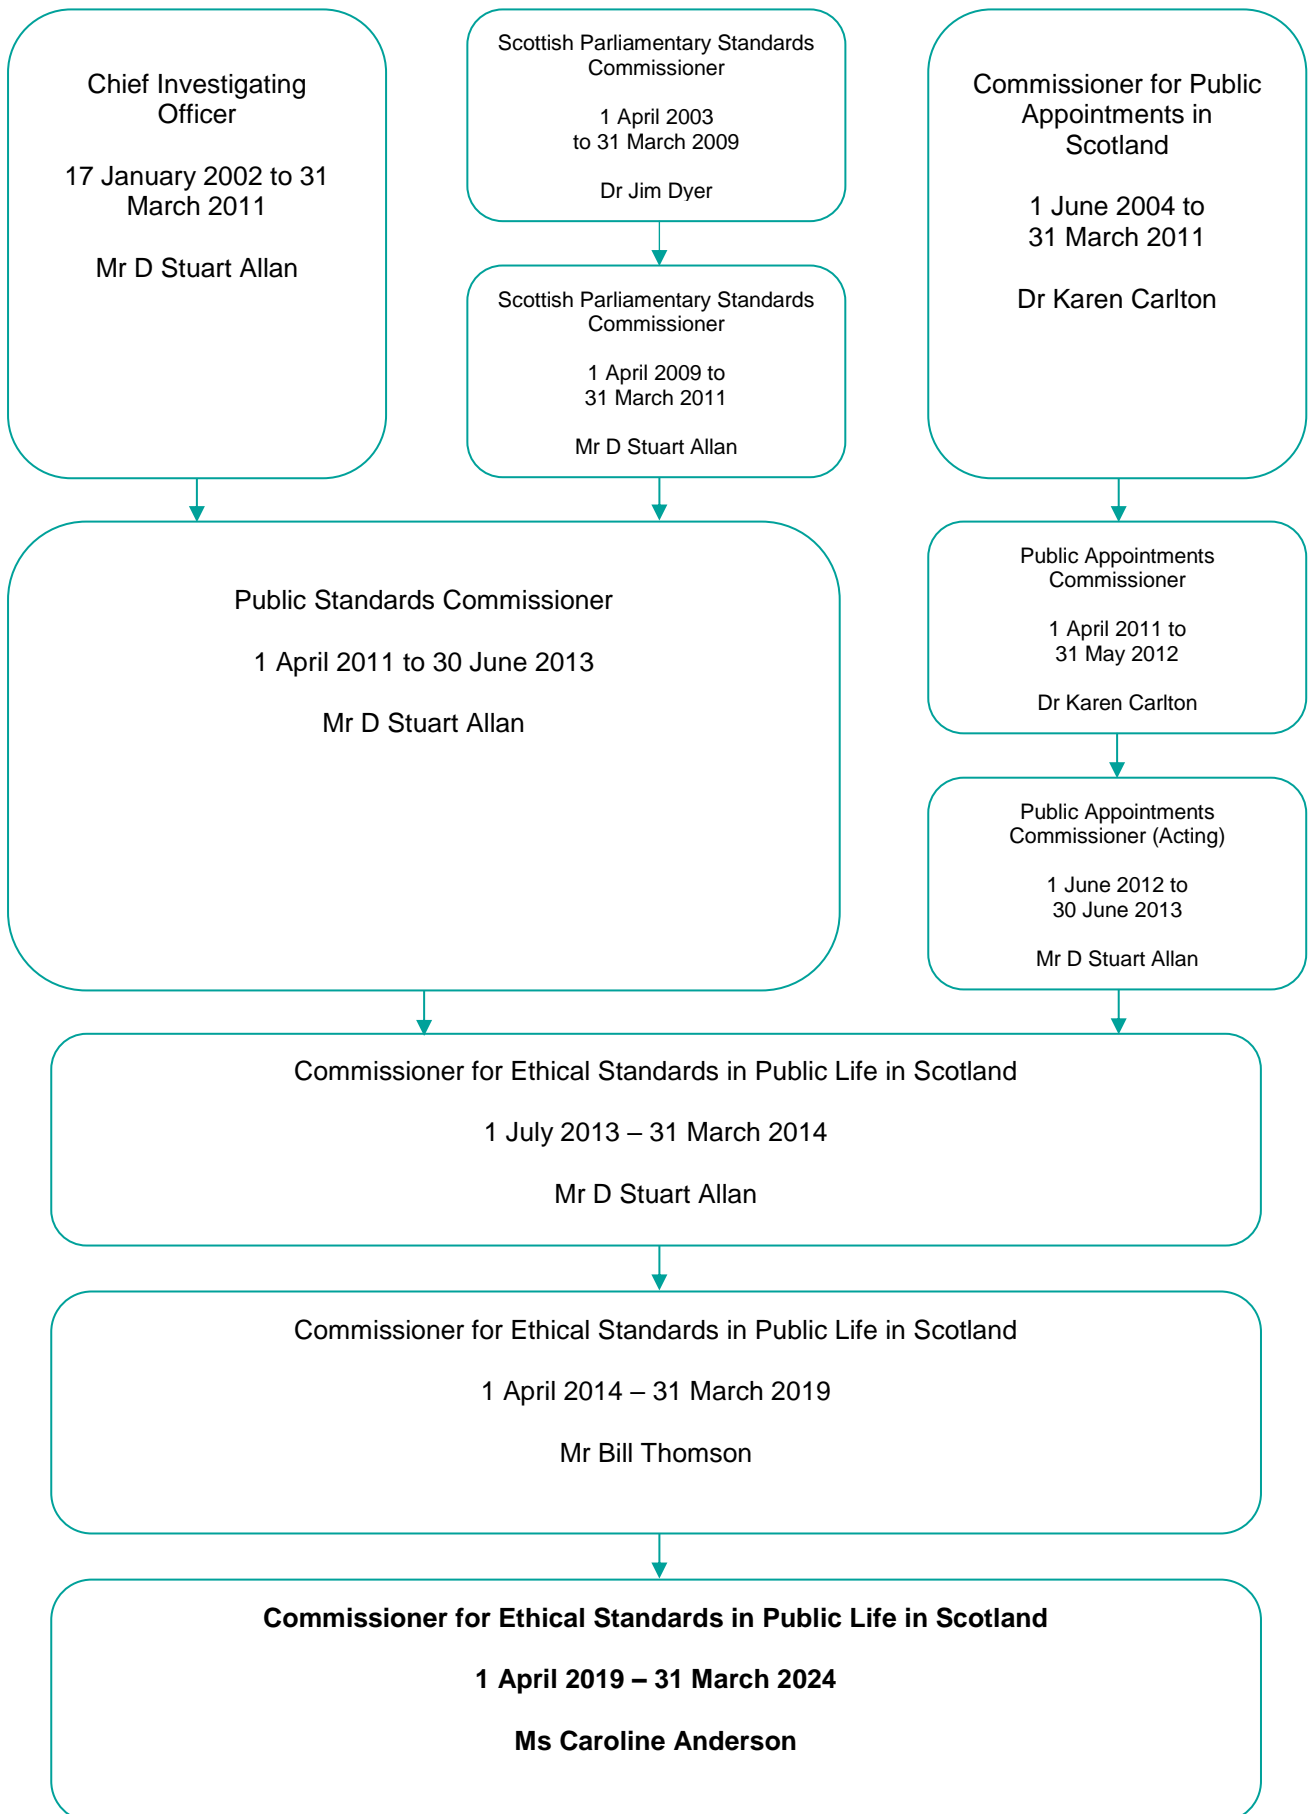 Chief Investigating
Officer
17 January 2002 to 31
March 2011
Mr D Stuart Allan
Scottish Parliamentary Standards
Commissioner
1 April 2003
to 31 March 2009
Dr Jim Dyer
Commissioner for Public
Appointments in
Scotland
1 June 2004 to
31 March 2011
Dr Karen Carlton
Scottish Parliamentary Standards
Commissioner
1 April 2009 to
31 March 2011
Mr D Stuart Allan
Public Standards Commissioner
1 April 2011 to 30 June 2013
Mr D Stuart Allan
Public Appointments
Commissioner
1 April 2011 to
31 May 2012
Dr Karen Carlton
Public Appointments
Commissioner (Acting)
1 June 2012 to
30 June 2013
Mr D Stuart Allan
Commissioner for Ethical Standards in Public Life in Scotland
1 July 2013 – 31 March 2014
Mr D Stuart Allan
Commissioner for Ethical Standards in Public Life in Scotland
1 April 2014 – 31 March 2019
Mr Bill Thomson
Commissioner for Ethical Standards in Public Life in Scotland
1 April 2019 – 31 March 2024
Ms Caroline Anderson